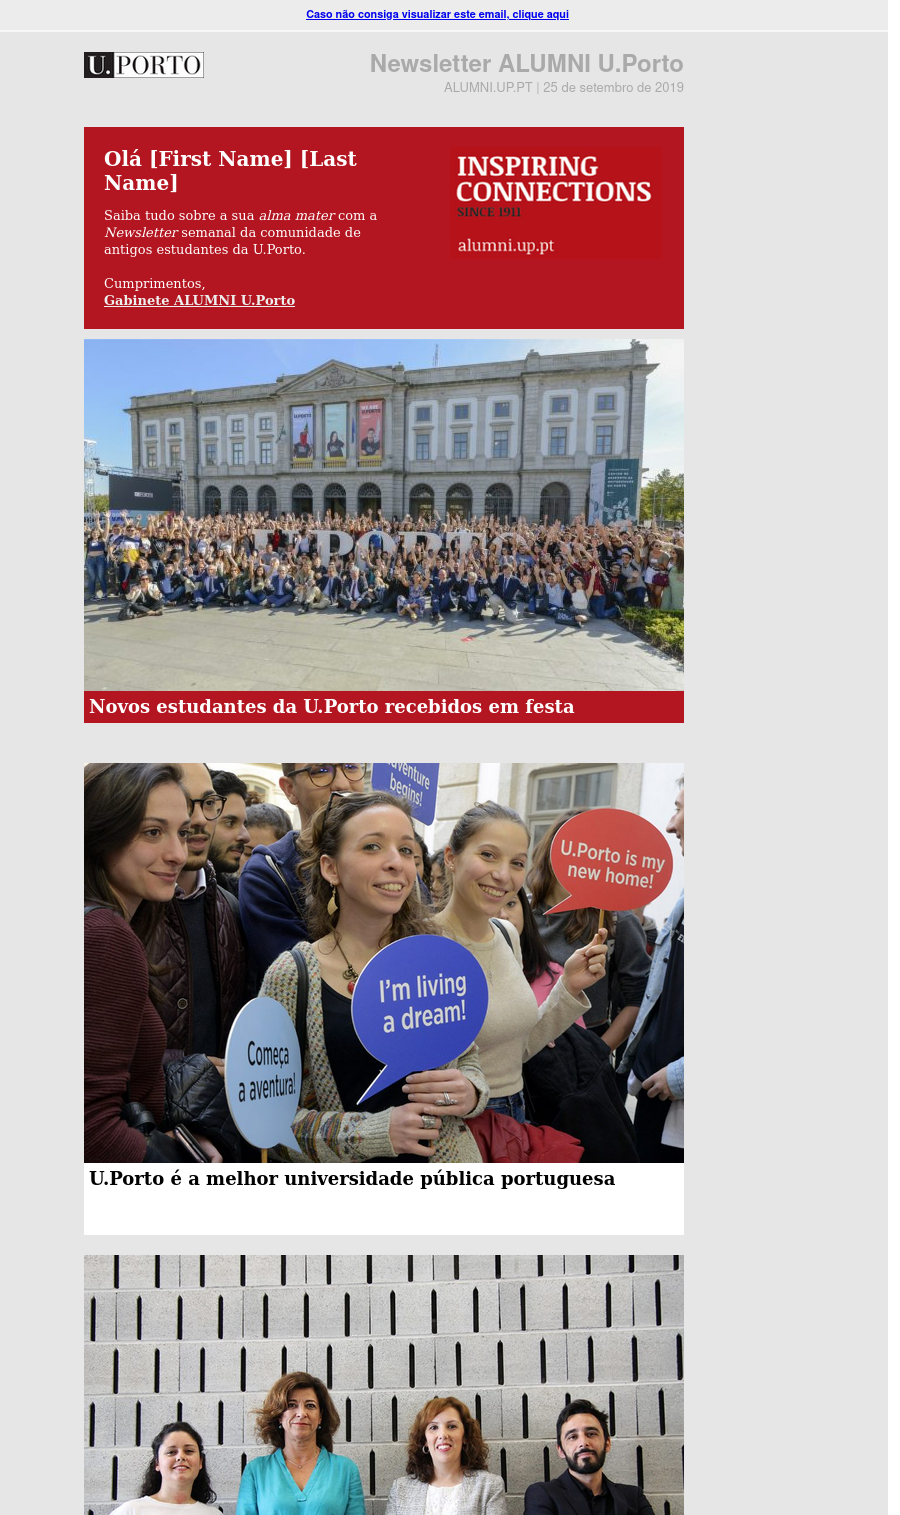 Caso não consiga visualizar este email, clique aqui
U.PORTO
Newsletter ALUMNI U.Porto
ALUMNI.UP.PT | 25 de setembro de 2019
Olá [First Name] [Last
Name]
Saiba tudo sobre a sua alma mater com a
Newsletter semanal da comunidade de
antigos estudantes da U.Porto.
Cumprimentos,
Gabinete ALUMNI U.Porto
INSPIRING
CONNECTIONS
SINCE 1911
alumni.up.pt
U.PORTO
Novos estudantes da U.Porto recebidos em festa
adventure
begins!
U.Porto is my
new home!
I'm living
a dream!
Começa
a aventura!
U.Porto é a melhor universidade pública portuguesa